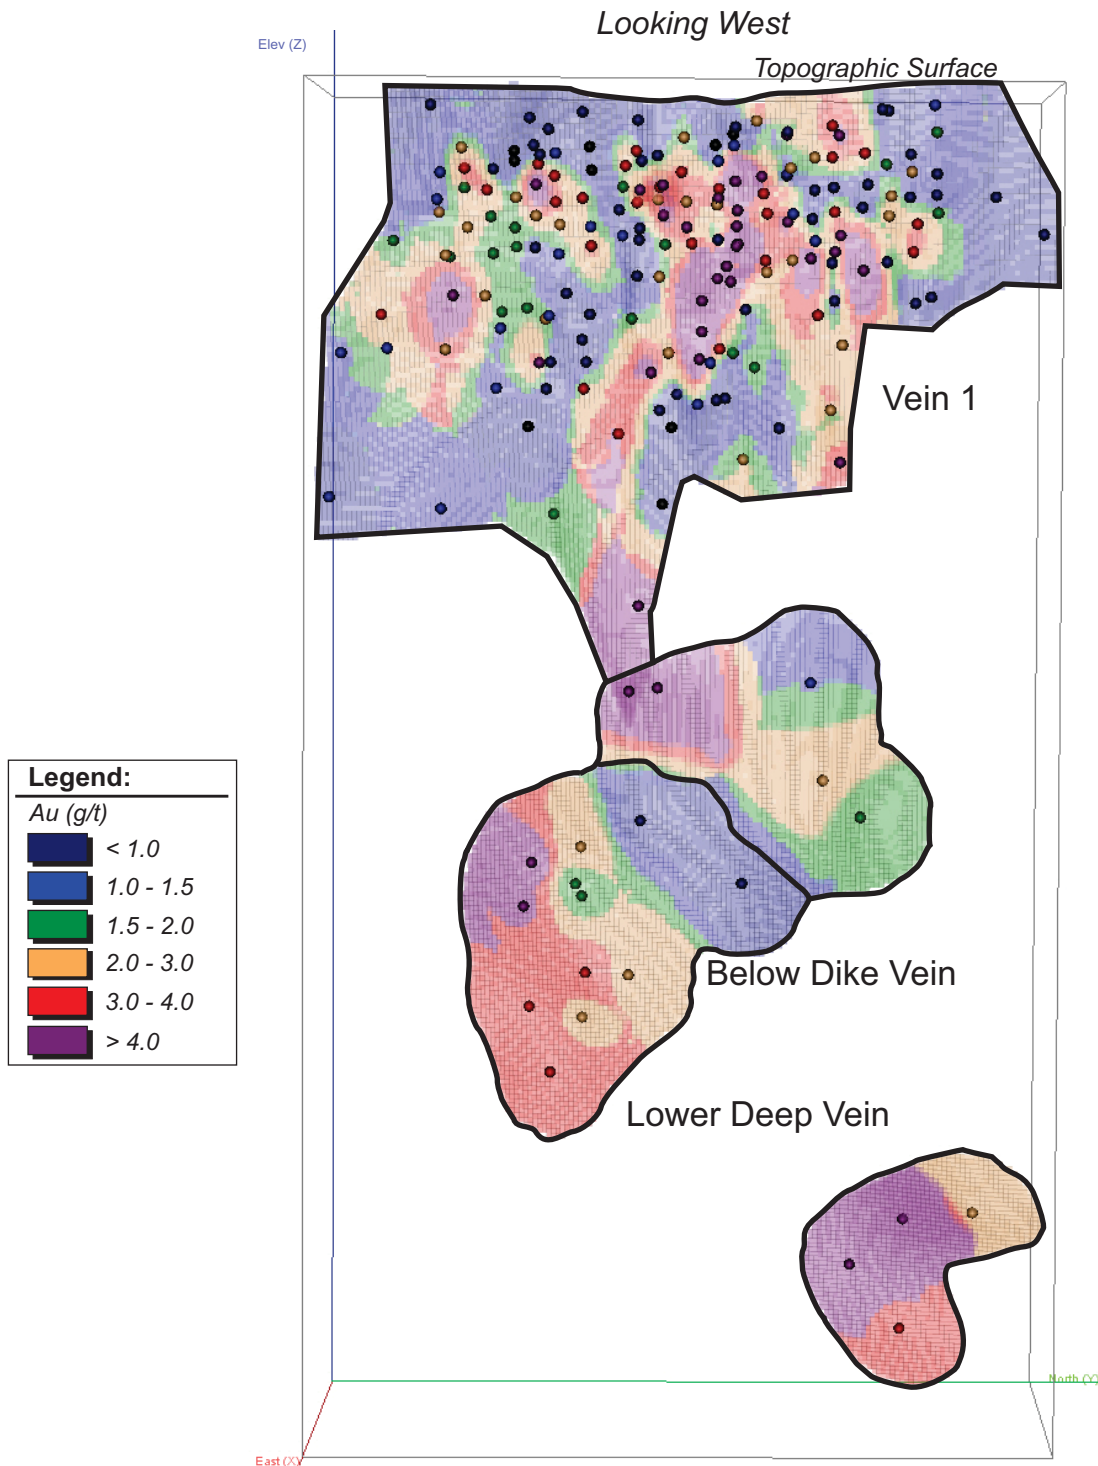 Looking West
Elev (Z)
Topographic Surface
Vein 1
Legend:
Au (g/t)
< 1.0
1.0 - 1.5
1.5 - 2.0
2.0 - 3.0
3.0 - 4.0
> 4.0
Below Dike Vein
Lower Deep Vein
North (Y)
East (X)